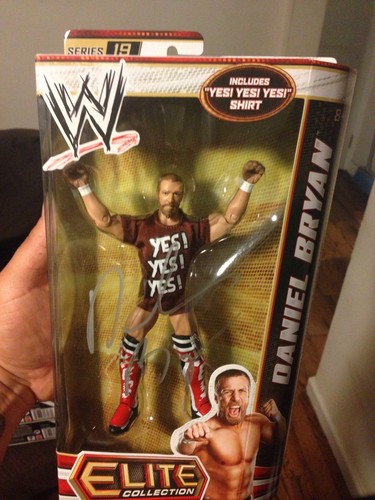 SERIES 19
W
INCLUDES
"YES! YES! YES!"
SHIRT
YES!
YES!
YES!
DANIEL BRYAN
ELITE
COLLECTION